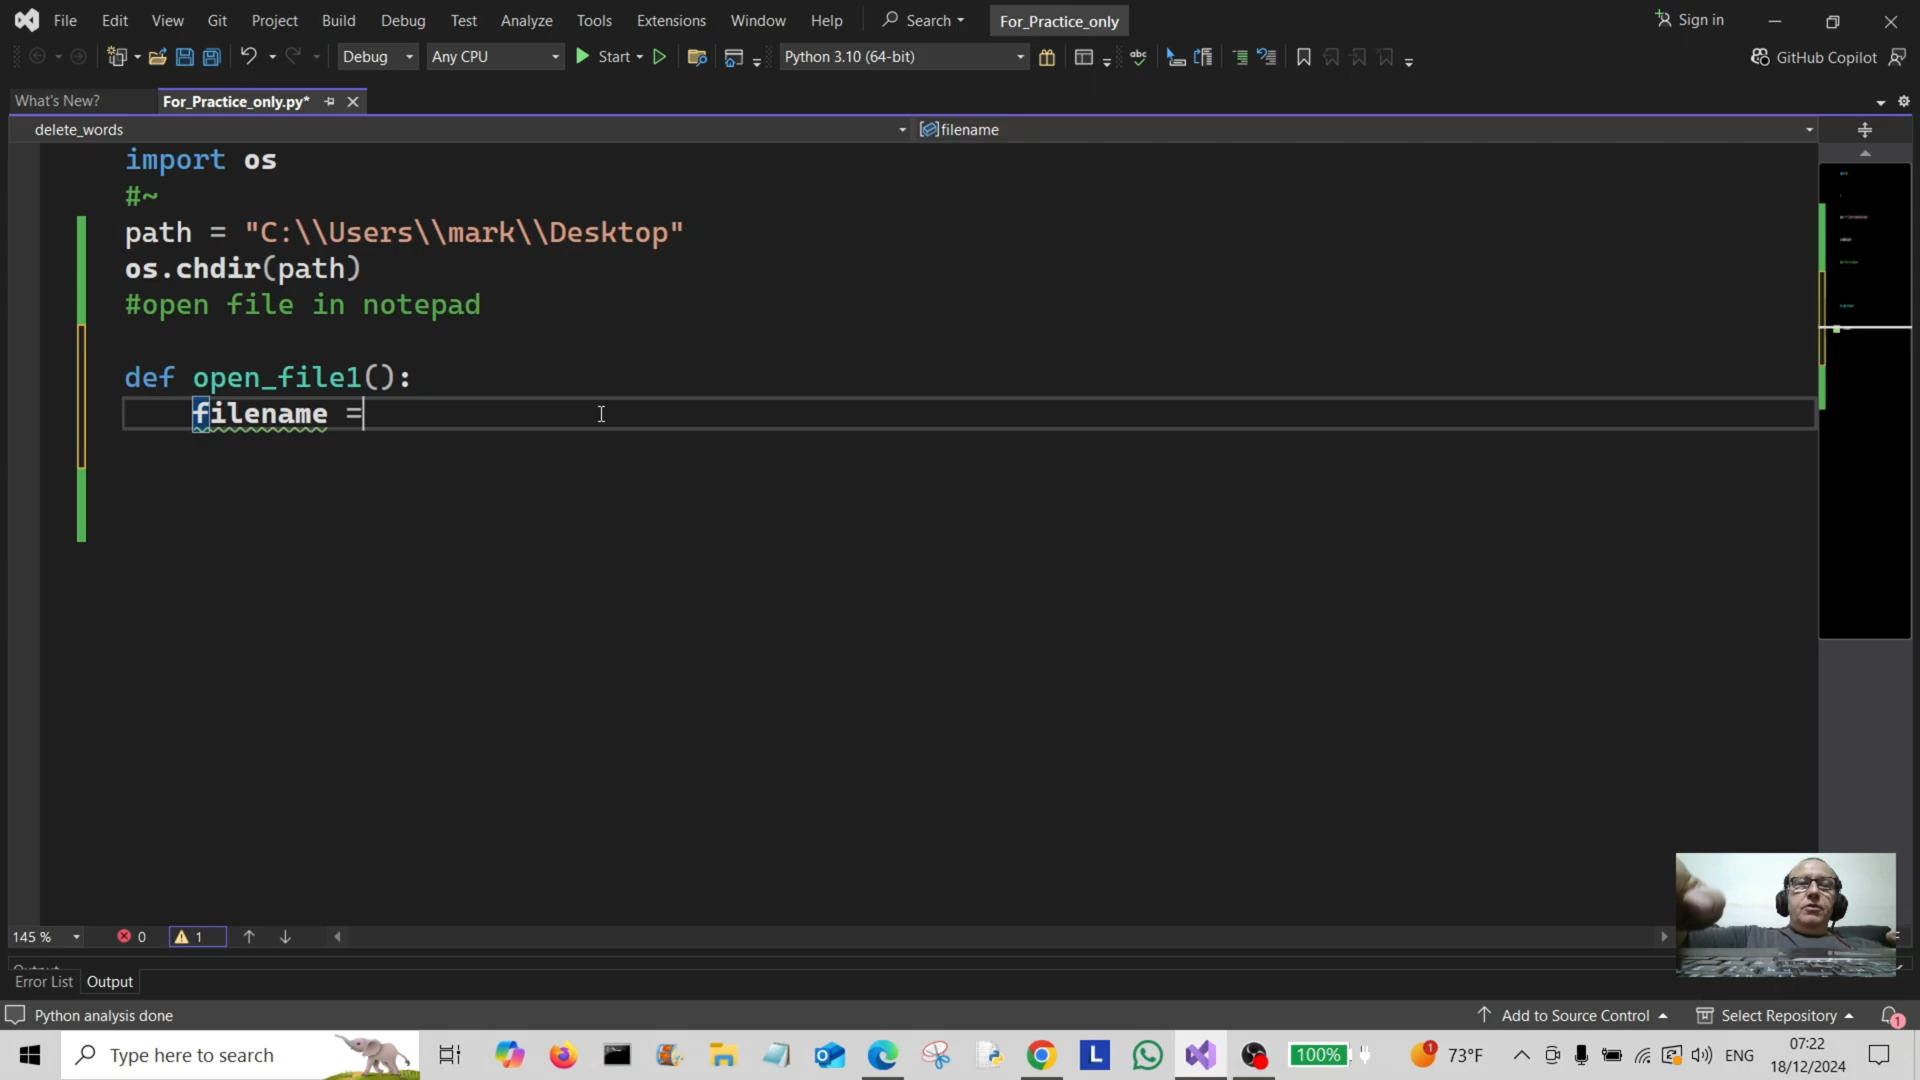 File Edit View Git Project Build Debug Test Analyze Tools Extensions Window Help Search For_Practice_only Sign in
Debug Any CPU Start Python 3.10 (64-bit) GitHub Copilot
What's New? For_Practice_only.py*
delete_words filename
import os
#~
path = "C:\\Users\\mark\\Desktop"
os.chdir(path)
#open file in notepad
def open_file1():
filename =
145 % 0 1
Output
Error List Output
Python analysis done Add to Source Control Select Repository 1
Type here to search L 100% 1 73°F ENG 07:22
18/12/2024